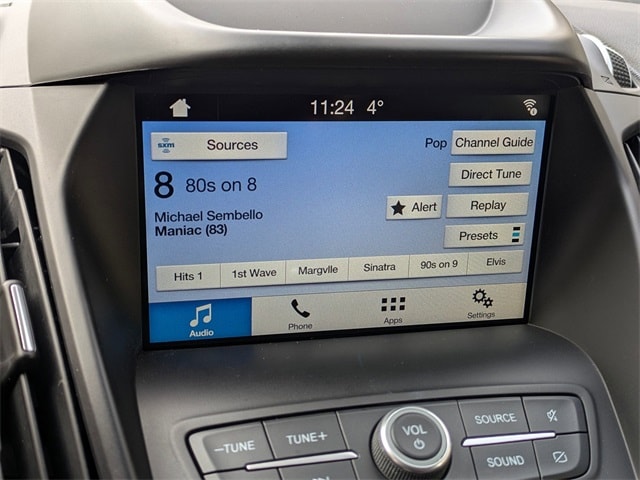 11:24 4°
sxm Sources
Pop Channel Guide
8 80s on 8
Direct Tune
Michael Sembello
Alert Replay
Maniac (83)
Presets
Hits 1 1st Wave Margvlle Sinatra 90s on 9 Elvis
Audio Phone Apps Settings
−TUNE TUNE+ VOL SOURCE
SOUND